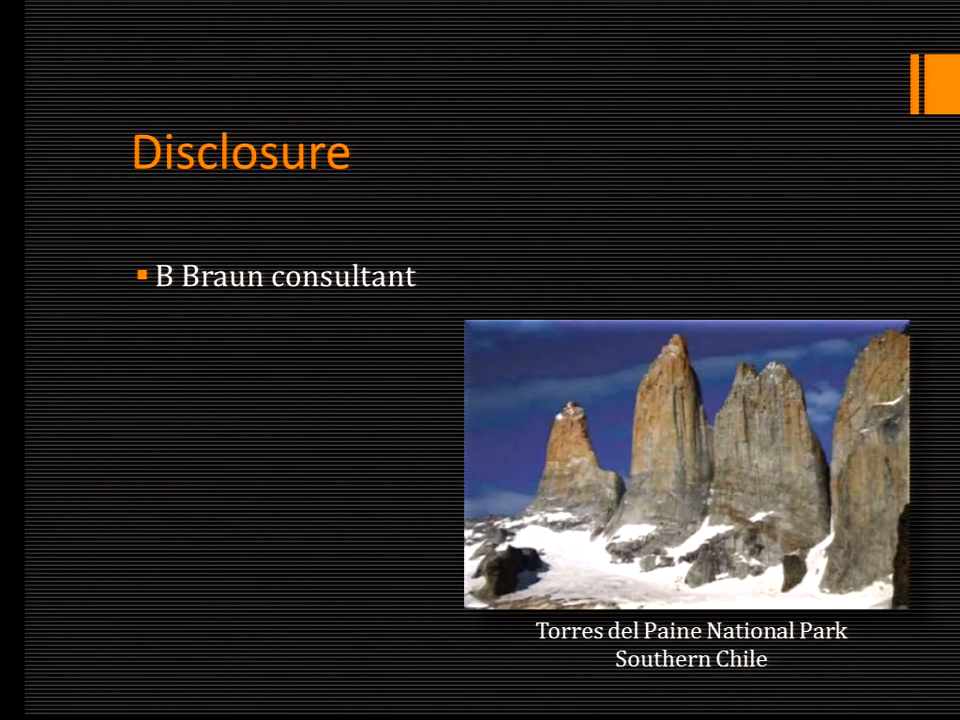 Disclosure
B Braun consultant
Torres del Paine National Park
Southern Chile